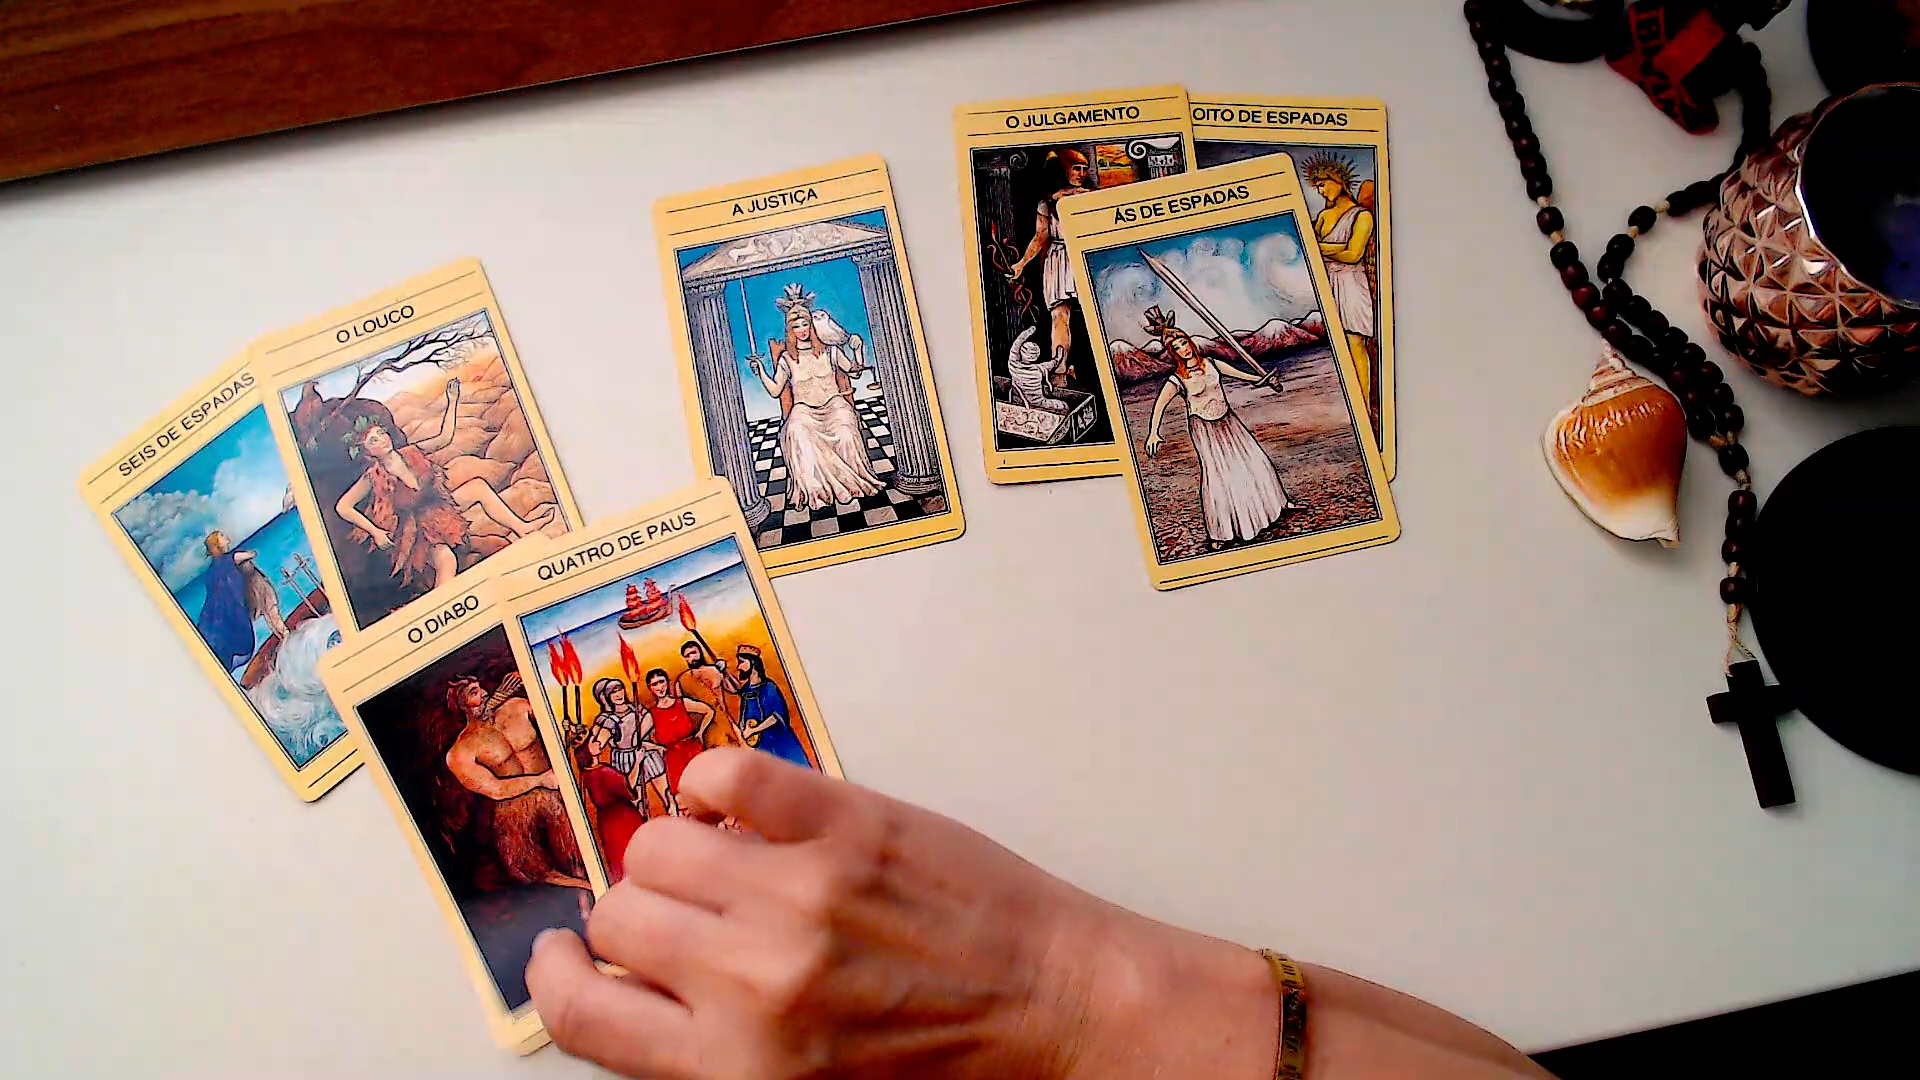 O JULGAMENTO
OITO DE ESPADAS
A JUSTIÇA
ÁS DE ESPADAS
O LOUCO
SEIS DE ESPADAS
QUATRO DE PAUS
O DIABO